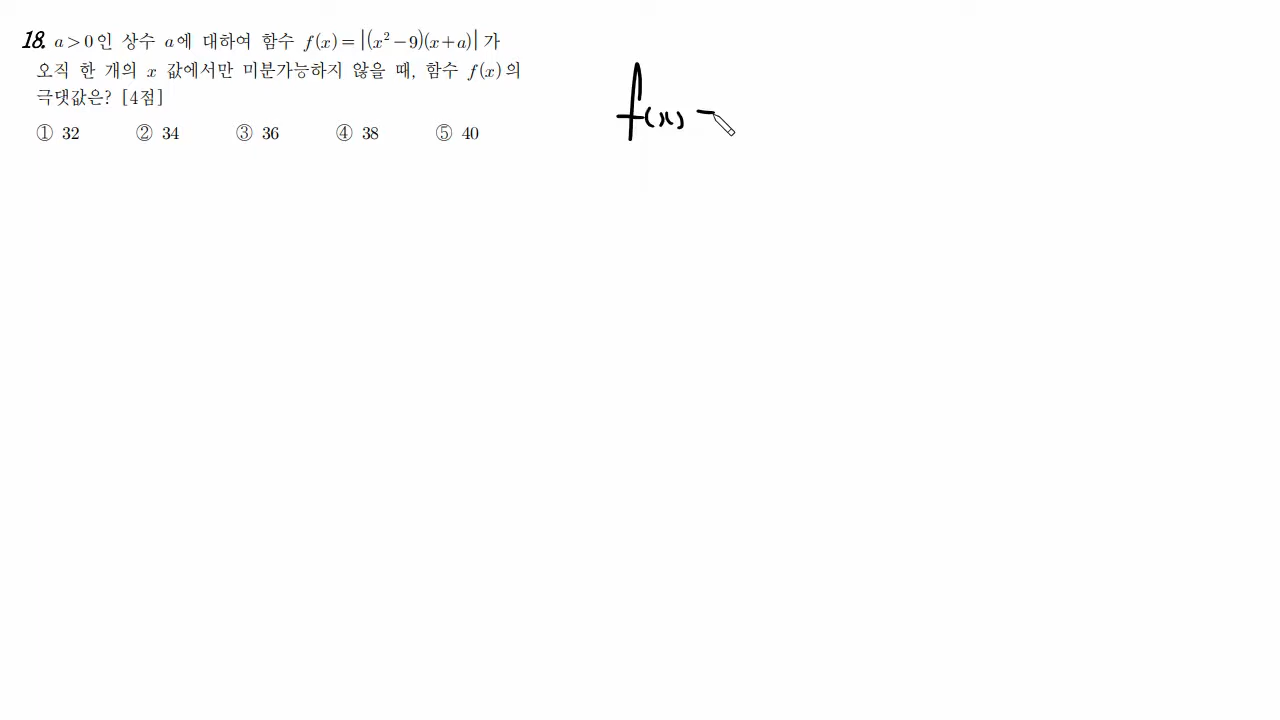 18. a>0인 상수 a에 대하여 함수 f(x)=|(x²-9)(x+a)|가
오직 한 개의 x 값에서만 미분가능하지 않을 때, 함수 f(x)의
극댓값은? [4점]
① 32 ② 34 ③ 36 ④ 38 ⑤ 40
f(x)